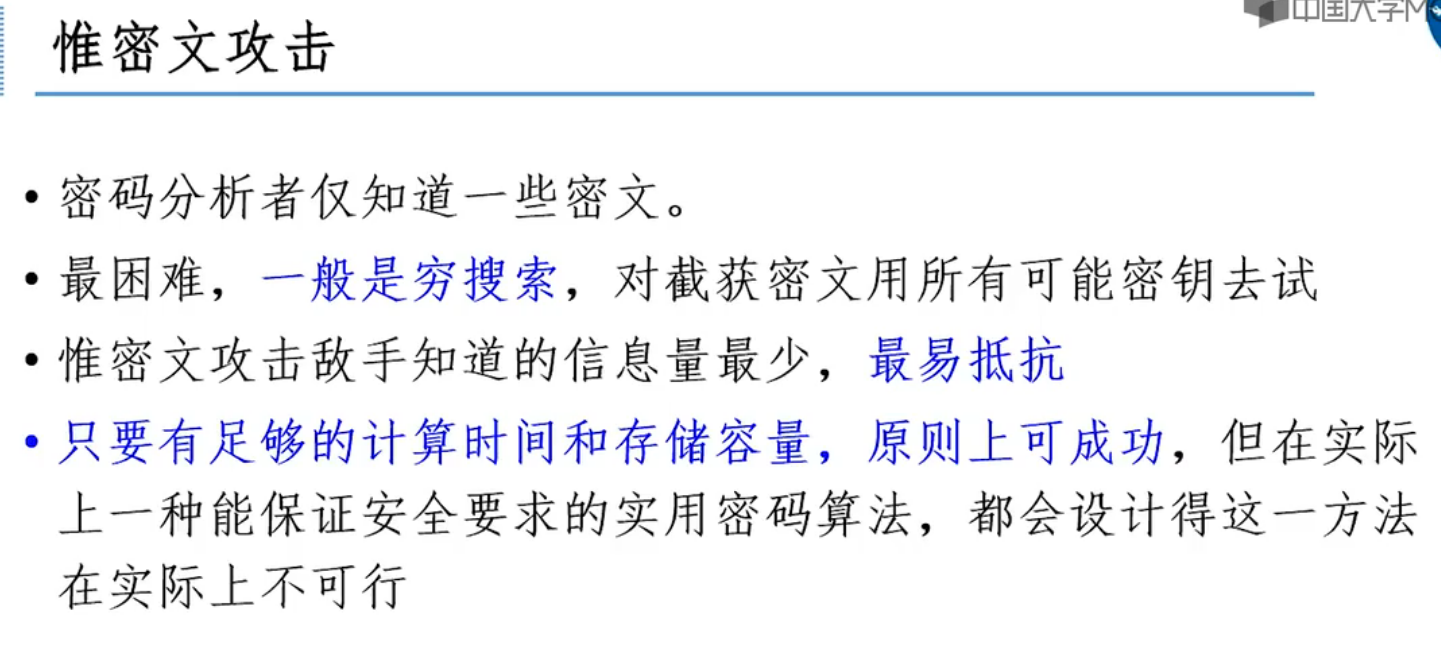 中国大学M
惟密文攻击
• 密码分析者仅知道一些密文。
• 最困难，一般是穷搜索，对截获密文用所有可能密钥去试
• 惟密文攻击敌手知道的信息量最少，最易抵抗
• 只要有足够的计算时间和存储容量，原则上可成功，但在实际
上一种能保证安全要求的实用密码算法，都会设计得这一方法
在实际上不可行